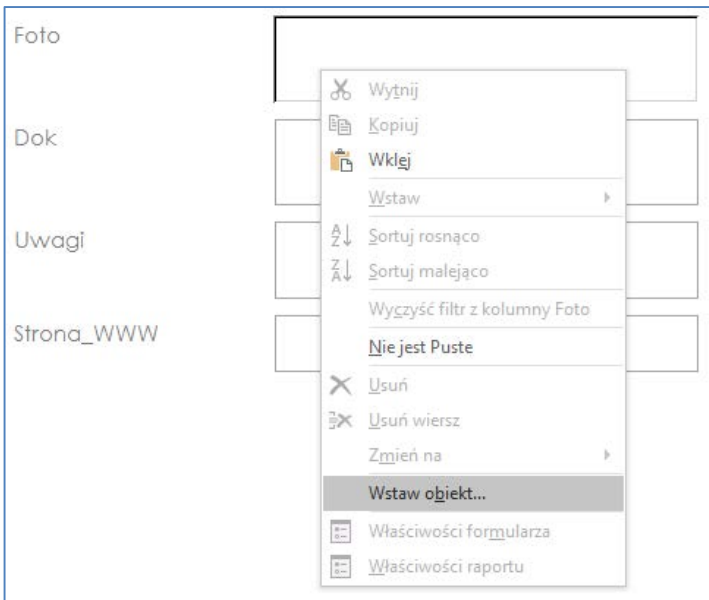 Foto
Wytnij
Kopiuj
Dok
Wklej
Wstaw
Sortuj rosnąco
Uwagi
Sortuj malejąco
Wyczyść filtr z kolumny Foto
Strona_WWW
Nie jest Puste
Usuń
Usuń wiersz
Zmień na
Wstaw obiekt...
Właściwości formularza
Właściwości raportu